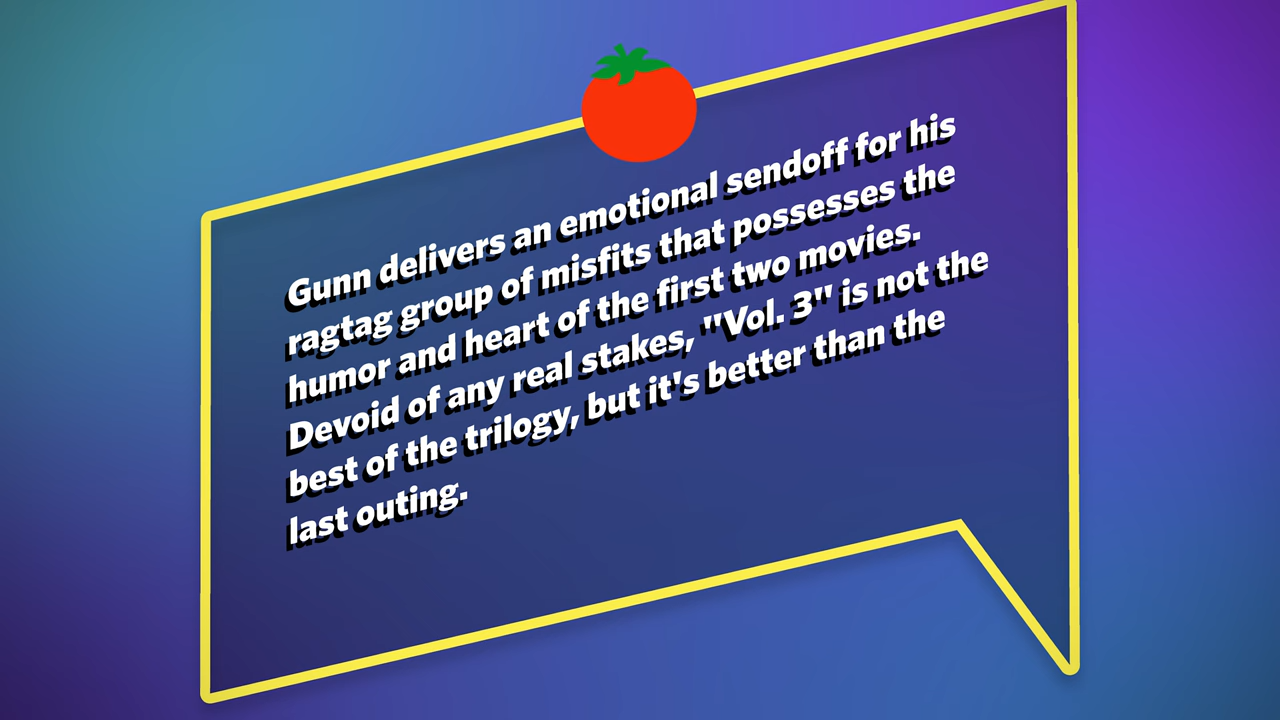 Gunn delivers an emotional sendoff for his
ragtag group of misfits that possesses the
humor and heart of the first two movies.
Devoid of any real stakes, "Vol. 3" is not the
best of the trilogy, but it's better than the
last outing.